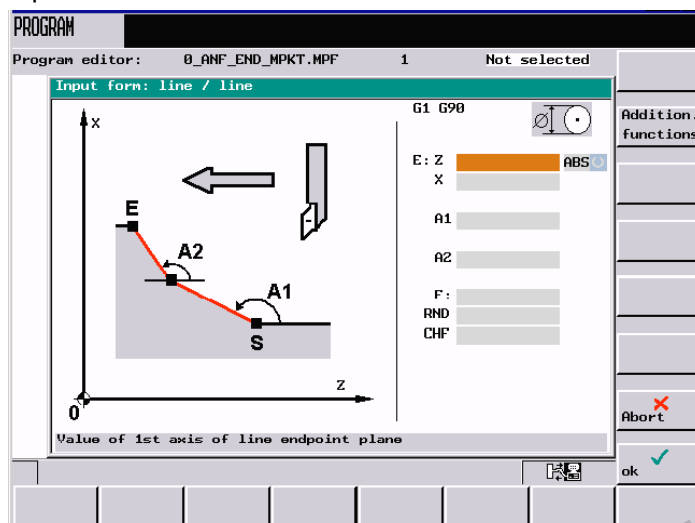 PROGRAM
Program editor: 0_ANF_END_MPKT.MPF 1 Not selected
Input form: line / line
G1 G90
X
Ø
Addition.
functions
E: Z ABS
X
E
A1
A2
A2
A1
F:
RND
CHF
S
Z
0
Abort
Value of 1st axis of line endpoint plane
ok